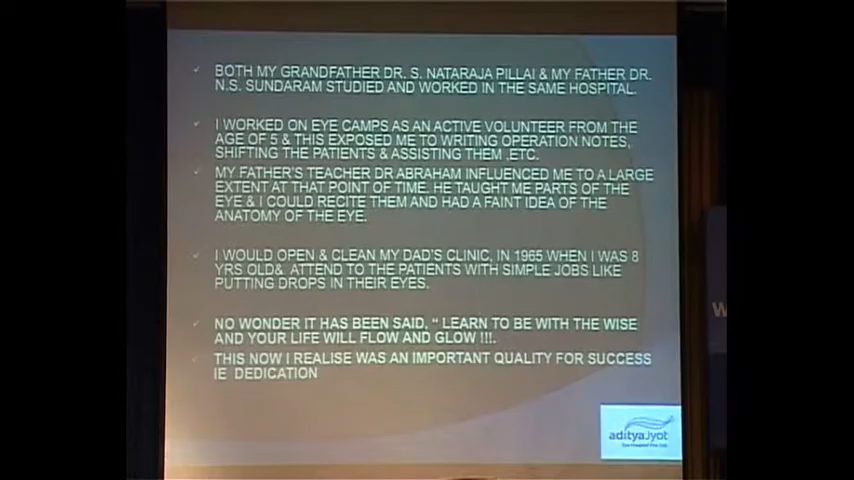 BOTH MY GRANDFATHER DR. S. NATARAJA PILLAI & MY FATHER DR.
N.S. SUNDARAM STUDIED AND WORKED IN THE SAME HOSPITAL.
I WORKED ON EYE CAMPS AS AN ACTIVE VOLUNTEER FROM THE
AGE OF 5 & THIS EXPOSED ME TO WRITING OPERATION NOTES,
SHIFTING THE PATIENTS & ASSISTING THEM ,ETC.
MY FATHER'S TEACHER DR ABRAHAM INFLUENCED ME TO A LARGE
EXTENT AT THAT POINT OF TIME. HE TAUGHT ME PARTS OF THE
EYE & I COULD RECITE THEM AND HAD A FAINT IDEA OF THE
ANATOMY OF THE EYE.
I WOULD OPEN & CLEAN MY DAD'S CLINIC, IN 1965 WHEN I WAS 8
YRS OLD& ATTEND TO THE PATIENTS WITH SIMPLE JOBS LIKE
PUTTING DROPS IN THEIR EYES.
NO WONDER IT HAS BEEN SAID, “ LEARN TO BE WITH THE WISE
AND YOUR LIFE WILL FLOW AND GLOW !!!.
THIS NOW I REALISE WAS AN IMPORTANT QUALITY FOR SUCCESS
IE DEDICATION
adityaJyot
Eye Hospital Pvt. Ltd.
W